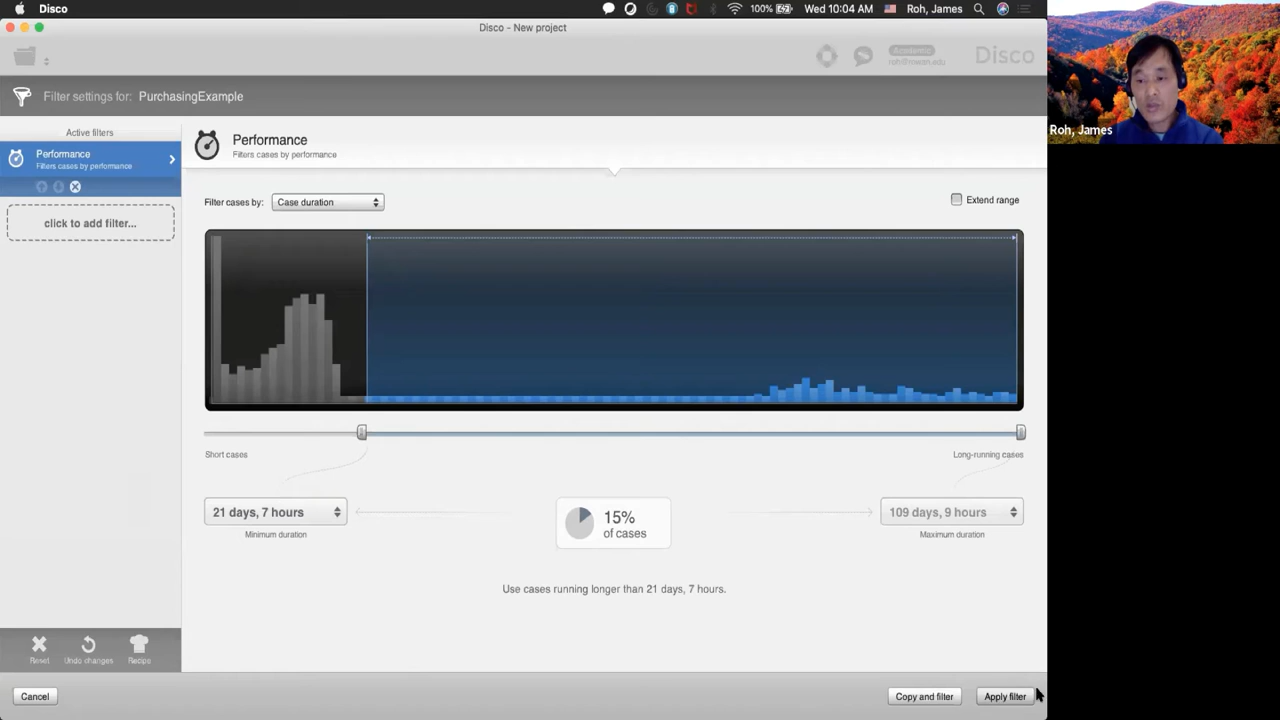 Disco
100%
Wed 10:04 AM
Roh, James
Disco - New project
Academic
roh@rowan.edu
Disco
Filter settings for: PurchasingExample
Active filters
Performance
Filters cases by performance
click to add filter...
Performance
Filters cases by performance
Filter cases by:
Case duration
Extend range
Short cases
Long-running cases
21 days, 7 hours
Minimum duration
15%
of cases
109 days, 9 hours
Maximum duration
Use cases running longer than 21 days, 7 hours.
Reset
Undo changes
Recipe
Cancel
Copy and filter
Apply filter
Roh, James